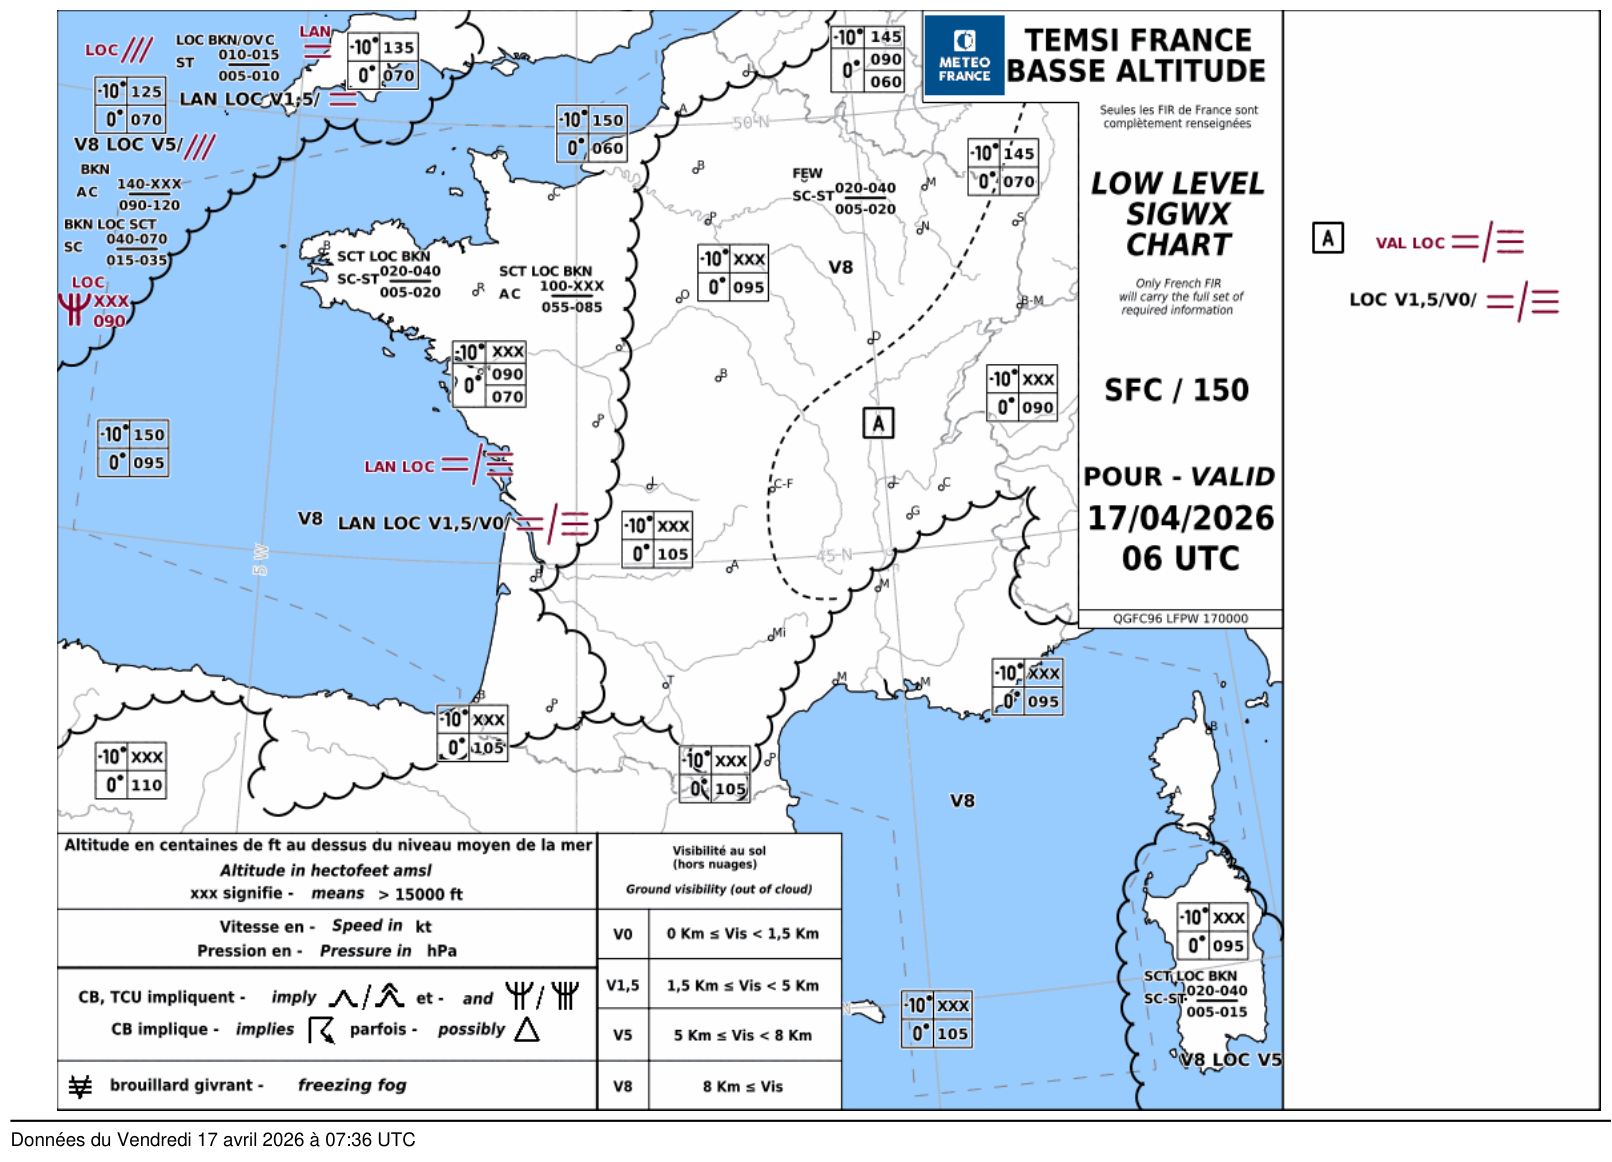 LOC
LOC BKN/OVC
ST
010-015
005-010
LAN
-10° 135
0° 070
-10° 125
0° 070
LAN LOC V1,5/
V8 LOC V5/
BKN
AC
140-XXX
090-120
BKN LOC SCT
SC
040-070
015-035
LOC
XXX
090
-10° 150
0° 060
-10° 145
0° 090
060
50°N
FEW
SC-ST
020-040
005-020
-10° 145
0° 070
V8
SCT LOC BKN
SC-ST
020-040
005-020
SCT LOC BKN
AC
100-XXX
055-085
-10° XXX
0° 095
-10° XXX
0° 090
070
-10° XXX
0° 090
-10° 150
0° 095
A
LAN LOC
V8
LAN LOC V1,5/V0/
-10° XXX
0° 105
45°N
5°W
C
A
B
C
B
P
R
O
M
N
S
B-M
D
B
P
L
C-F
L
C
G
B
A
M
Mi
T
B
P
M
M
N
P
B
A
-10° XXX
0° 105
-10° XXX
0° 110
-10° XXX
0° 105
-10° XXX
0° 095
V8
-10° XXX
0° 095
SCT LOC BKN
SC-ST
020-040
005-015
V8 LOC V5
-10° XXX
0° 105
METEO
FRANCE
TEMSI FRANCE
BASSE ALTITUDE
Seules les FIR de France sont
complètement renseignées
LOW LEVEL
SIGWX
CHART
Only French FIR
will carry the full set of
required information
SFC / 150
POUR - VALID
17/04/2026
06 UTC
QGFC96 LFPW 170000
A
VAL LOC
LOC V1,5/V0/
Altitude en centaines de ft au dessus du niveau moyen de la mer
Altitude in hectofeet amsl
xxx signifie - means > 15000 ft
Vitesse en - Speed in kt
Pression en - Pressure in hPa
CB, TCU impliquent - imply / et - and /
CB implique - implies parfois - possibly
brouillard givrant - freezing fog
Visibilité au sol
(hors nuages)
Ground visibility (out of cloud)
V0 0 Km ≤ Vis < 1,5 Km
V1,5 1,5 Km ≤ Vis < 5 Km
V5 5 Km ≤ Vis < 8 Km
V8 8 Km ≤ Vis
Données du Vendredi 17 avril 2026 à 07:36 UTC